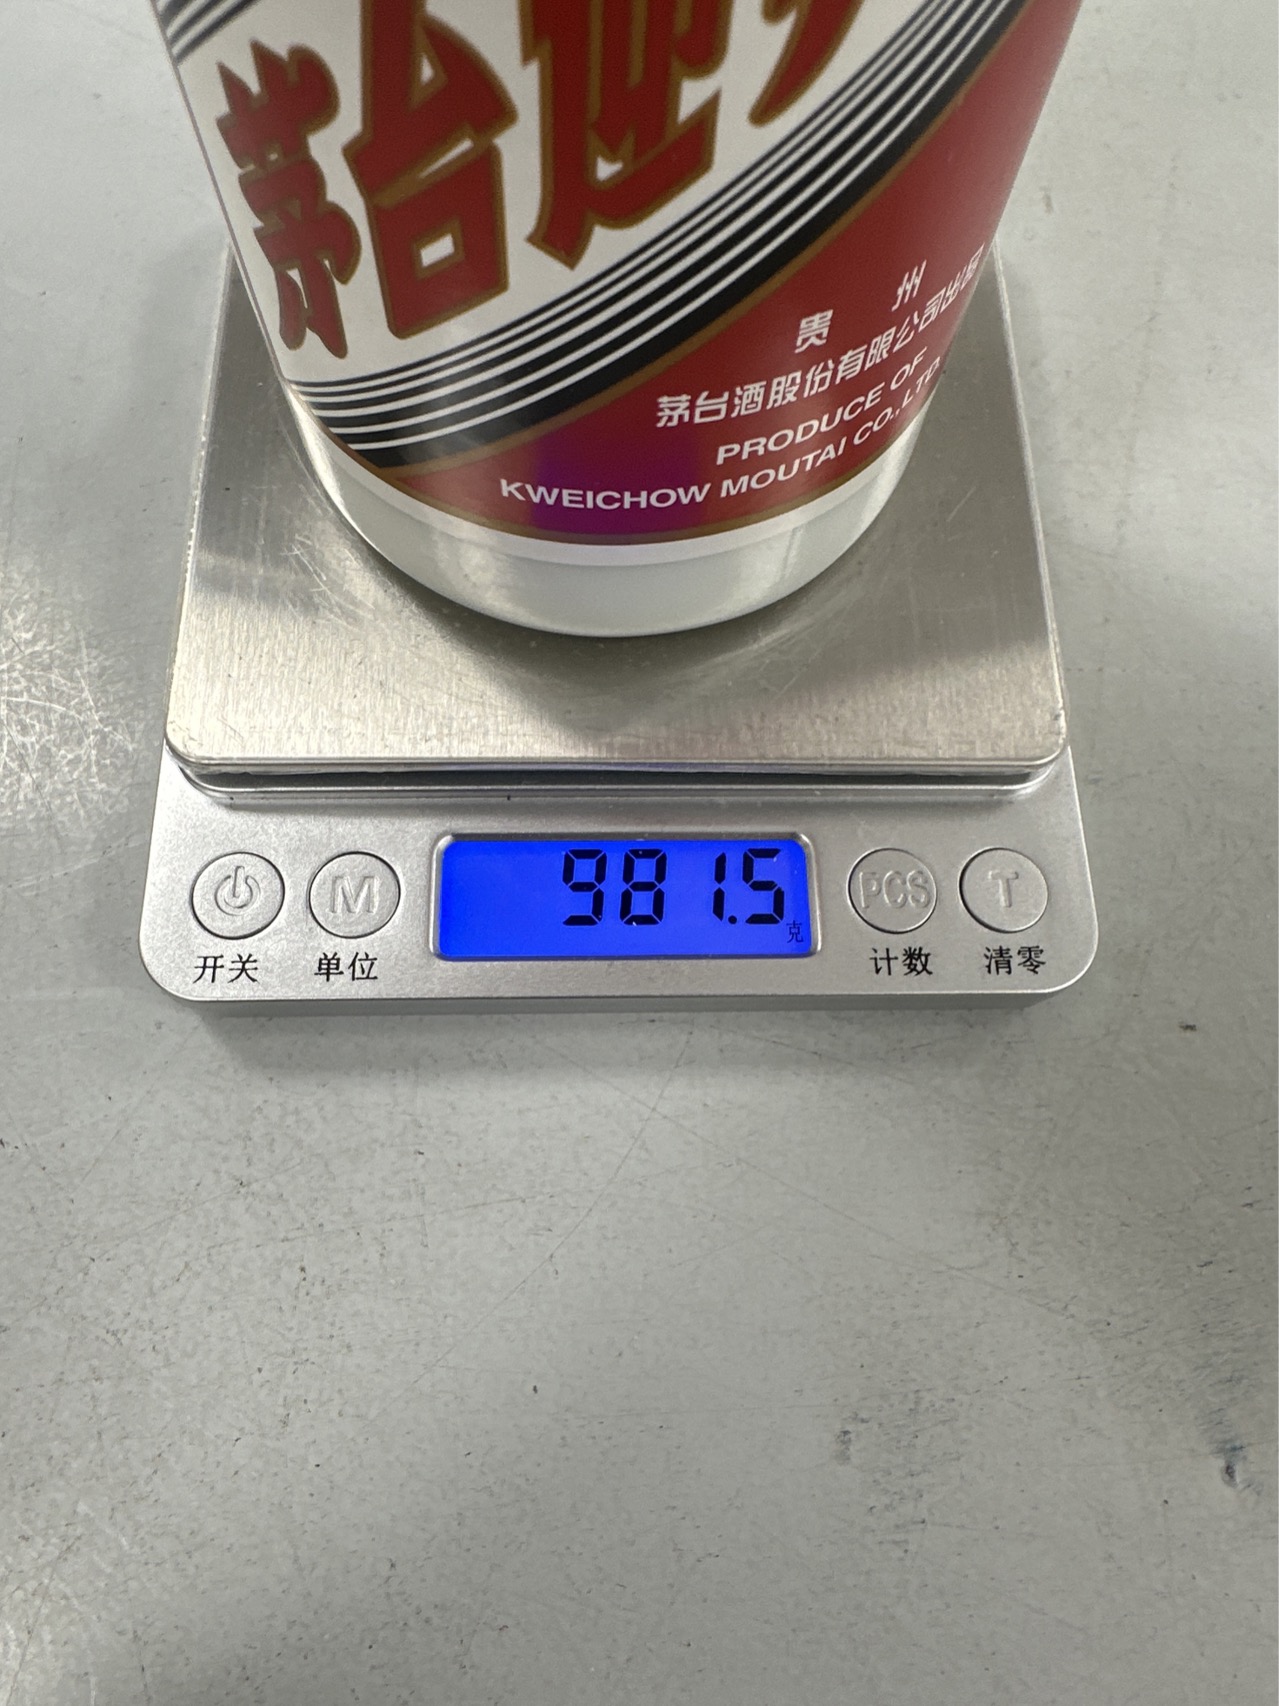 茅台迎
贵州
茅台酒股份有限公司出品
PRODUCE OF
KWEICHOW MOUTAI CO.,LTD.
981.5
克
M
PCS
T
开关
单位
计数
清零